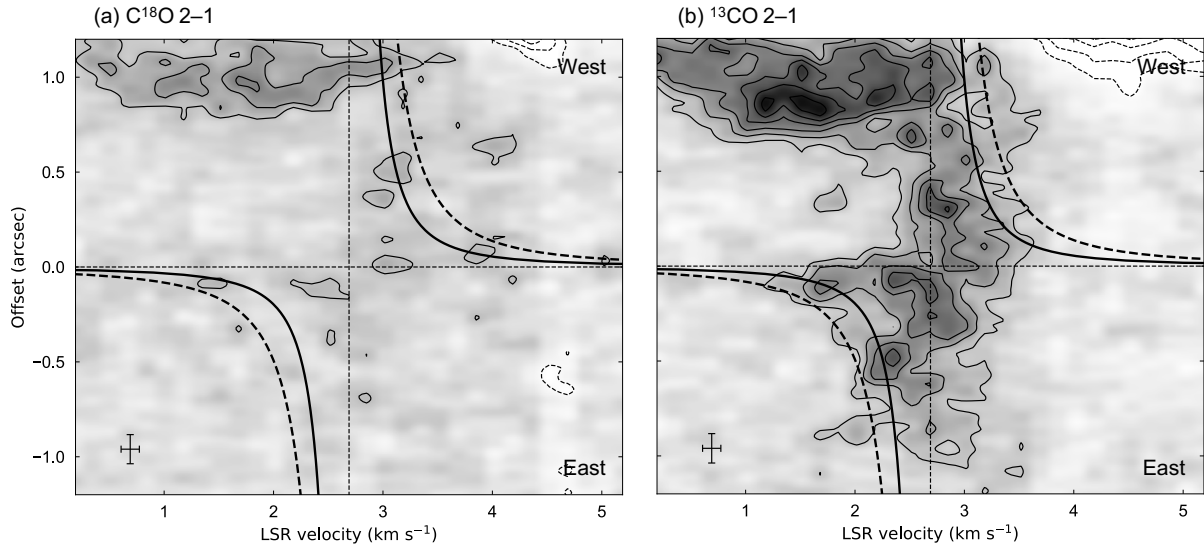 (a) C¹⁸O 2–1
(b) ¹³CO 2–1
West
West
1.0
0.5
0.0
−0.5
−1.0
Offset (arcsec)
East
East
1 2 3 4 5
1 2 3 4 5
LSR velocity (km s⁻¹)
LSR velocity (km s⁻¹)